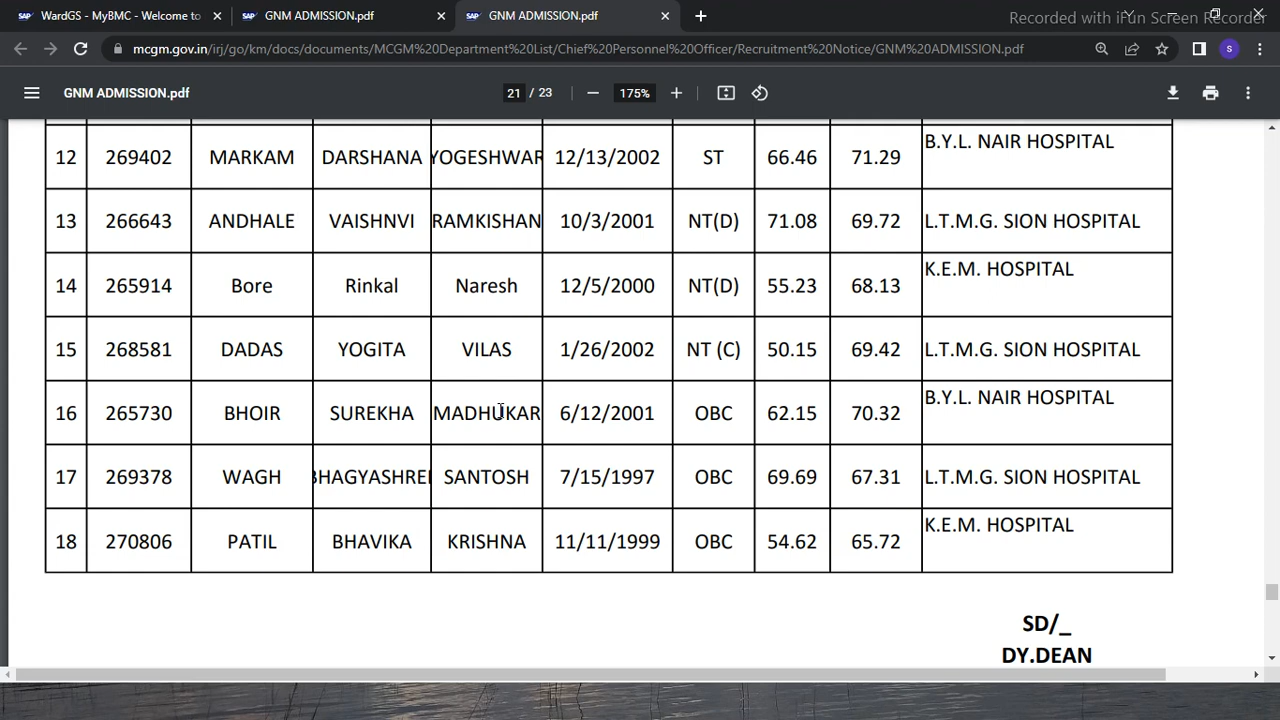 WardGS - MyBMC - Welcome to
GNM ADMISSION.pdf
GNM ADMISSION.pdf
Recorded with iFun Screen Recorder
mcgm.gov.in/irj/go/km/docs/documents/MCGM%20Department%20List/Chief%20Personnel%20Officer/Recruitment%20Notice/GNM%20ADMISSION.pdf
S
GNM ADMISSION.pdf
21 / 23
175%
12 269402 MARKAM DARSHANA YOGESHWAR 12/13/2002 ST 66.46 71.29 B.Y.L. NAIR HOSPITAL
13 266643 ANDHALE VAISHNVI RAMKISHAN 10/3/2001 NT(D) 71.08 69.72 L.T.M.G. SION HOSPITAL
14 265914 Bore Rinkal Naresh 12/5/2000 NT(D) 55.23 68.13 K.E.M. HOSPITAL
15 268581 DADAS YOGITA VILAS 1/26/2002 NT (C) 50.15 69.42 L.T.M.G. SION HOSPITAL
16 265730 BHOIR SUREKHA MADHUKAR 6/12/2001 OBC 62.15 70.32 B.Y.L. NAIR HOSPITAL
17 269378 WAGH BHAGYASHREE SANTOSH 7/15/1997 OBC 69.69 67.31 L.T.M.G. SION HOSPITAL
18 270806 PATIL BHAVIKA KRISHNA 11/11/1999 OBC 54.62 65.72 K.E.M. HOSPITAL
SD/_
DY.DEAN